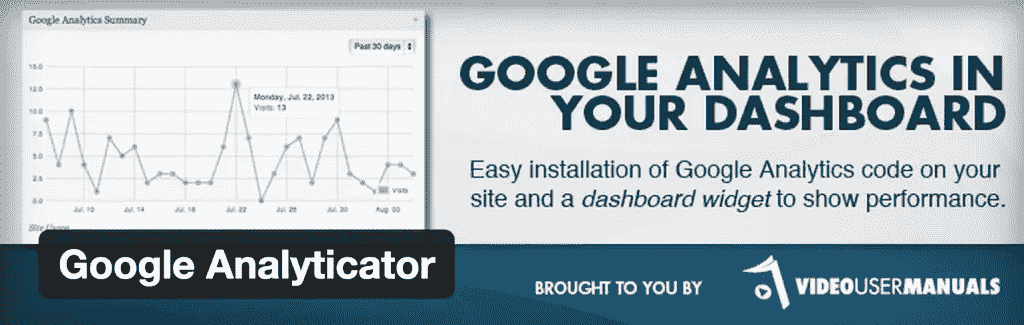 Google Analytics Summary
Past 30 days
15.0
12.5
10.0
7.5
5.0
2.5
0.0
Monday, Jul. 22, 2013
Visits: 13
Visits
Jul. 10
Jul. 14
Jul. 18
Jul. 22
Jul. 26
Jul. 30
Aug. 03
Site Usage
GOOGLE ANALYTICS IN
YOUR DASHBOARD
Easy installation of Google Analytics code on your
site and a dashboard widget to show performance.
Google Analyticator
BROUGHT TO YOU BY
VIDEOUSERMANUALS